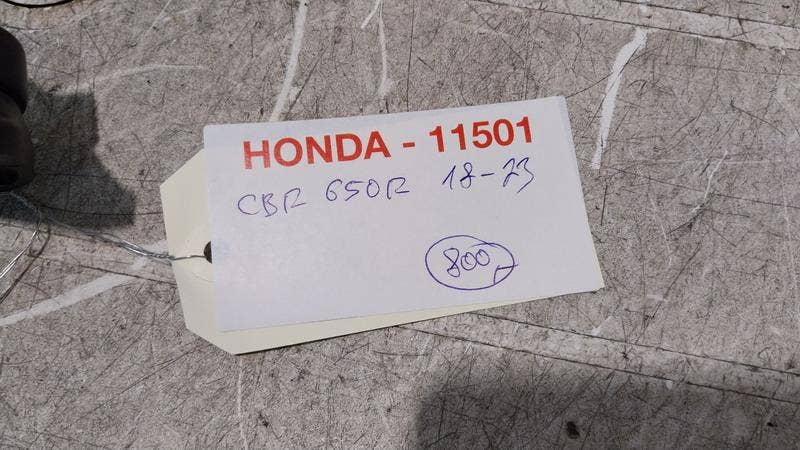 HONDA - 11501
CBR 650R 18-23
800,-